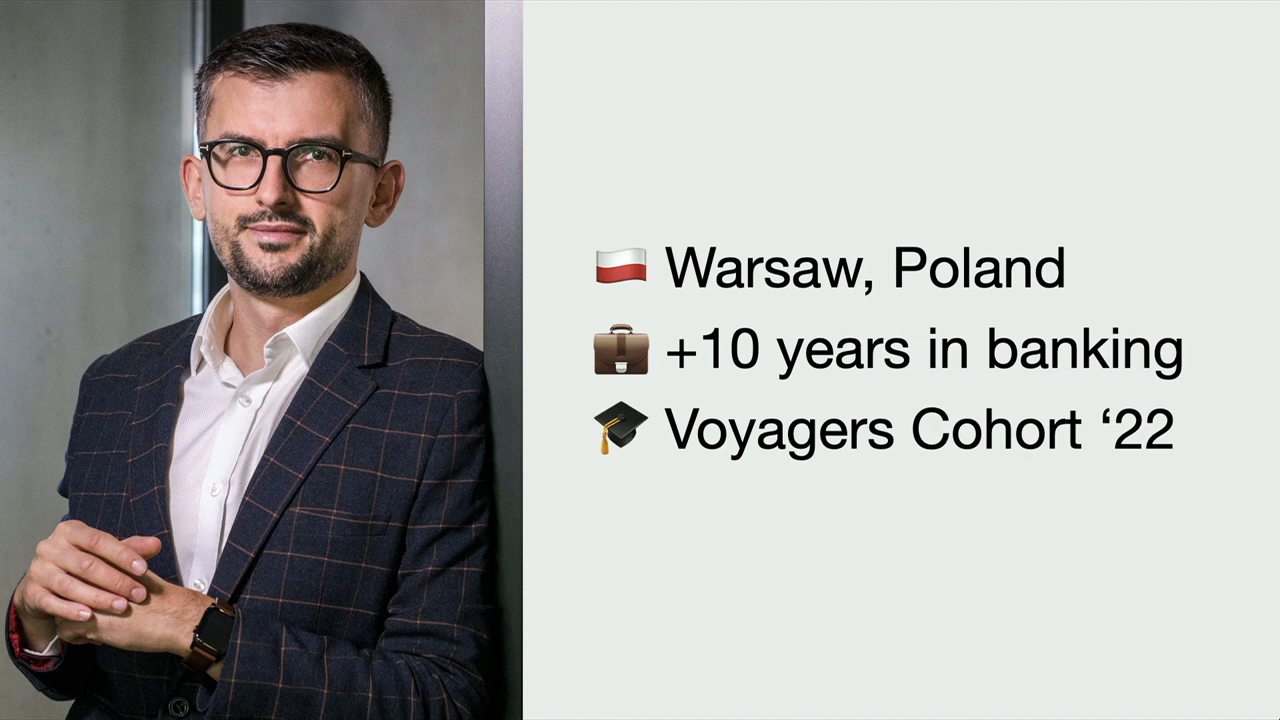 🇵🇱 Warsaw, Poland
💼 +10 years in banking
🎓 Voyagers Cohort ‘22